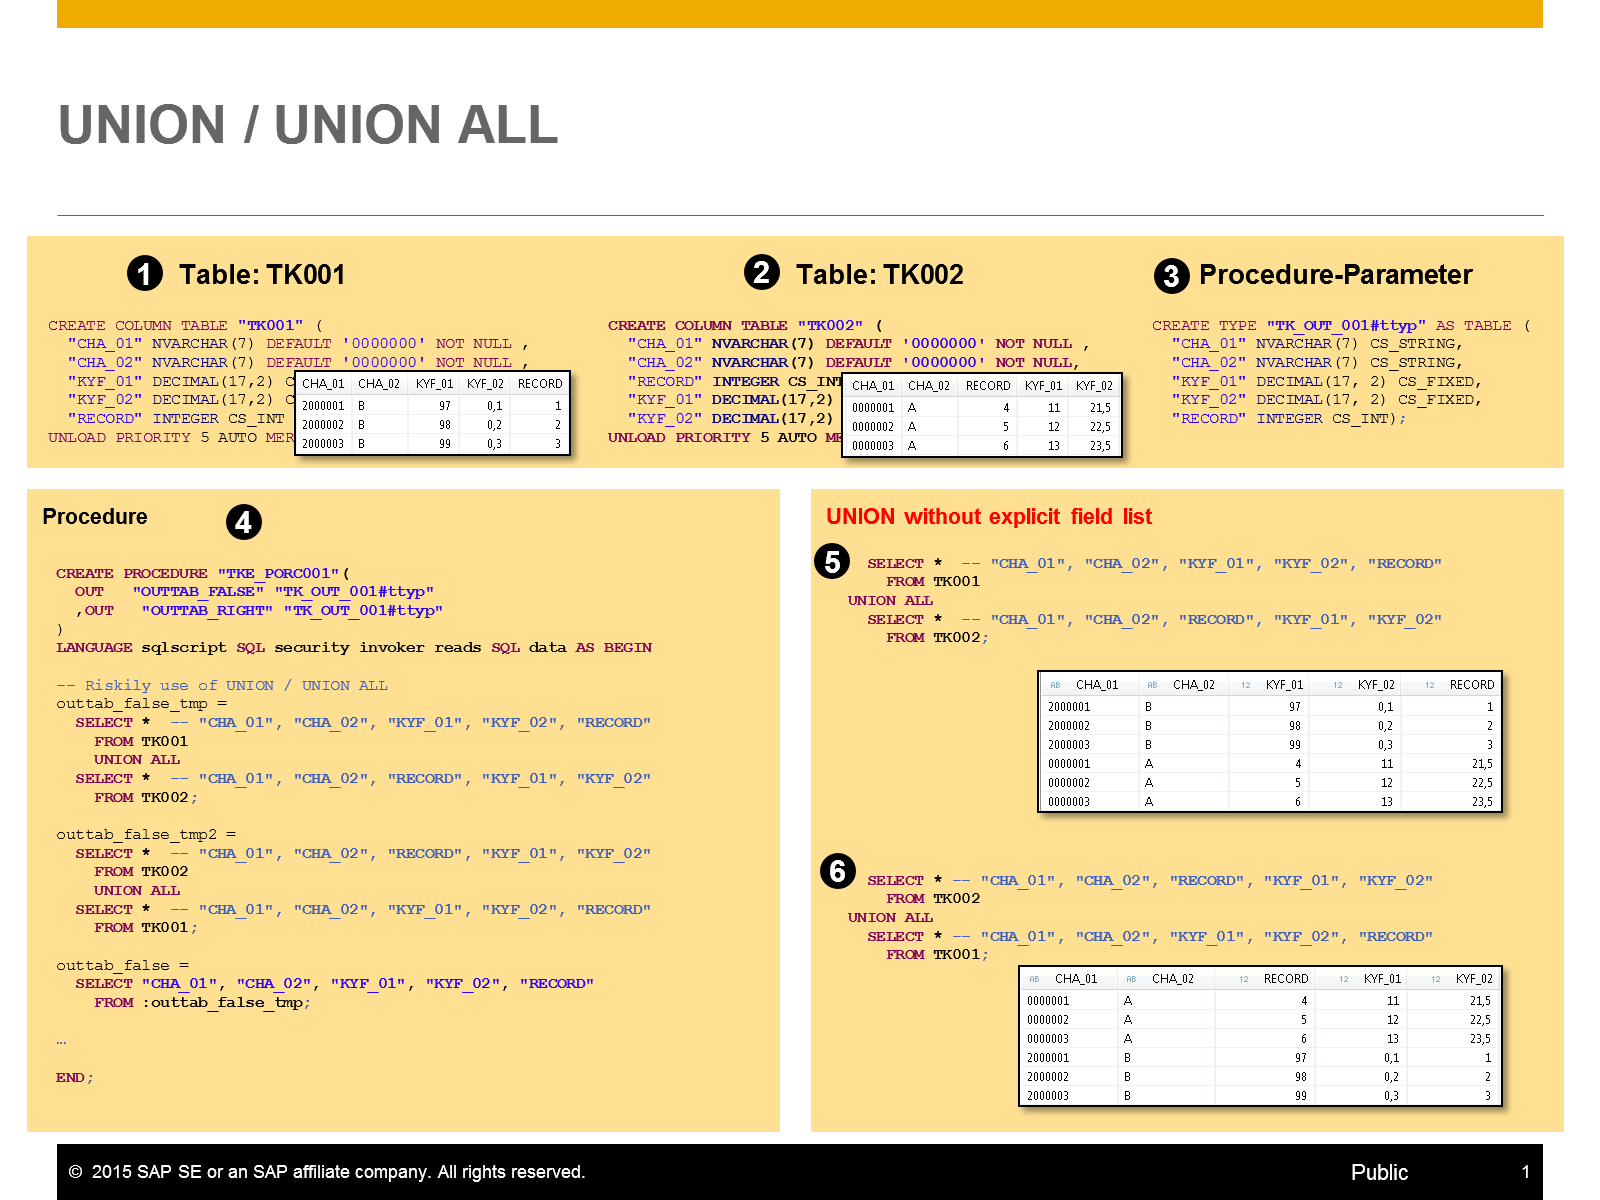 UNION / UNION ALL
1 Table: TK001
CREATE COLUMN TABLE "TK001" (
"CHA_01" NVARCHAR(7) DEFAULT '0000000' NOT NULL ,
"CHA_02" NVARCHAR(7) DEFAULT '0000000' NOT NULL ,
"KYF_01" DECIMAL(17,2) C
"KYF_02" DECIMAL(17,2) C
"RECORD" INTEGER CS_INT
UNLOAD PRIORITY 5 AUTO MER
CHA_01 CHA_02 KYF_01 KYF_02 RECORD
2000001 B 97 0,1 1
2000002 B 98 0,2 2
2000003 B 99 0,3 3
2 Table: TK002
CREATE COLUMN TABLE "TK002" (
"CHA_01" NVARCHAR(7) DEFAULT '0000000' NOT NULL ,
"CHA_02" NVARCHAR(7) DEFAULT '0000000' NOT NULL,
"RECORD" INTEGER CS_INT
"KYF_01" DECIMAL(17,2)
"KYF_02" DECIMAL(17,2)
UNLOAD PRIORITY 5 AUTO ME
CHA_01 CHA_02 RECORD KYF_01 KYF_02
0000001 A 4 11 21,5
0000002 A 5 12 22,5
0000003 A 6 13 23,5
3 Procedure-Parameter
CREATE TYPE "TK_OUT_001#ttyp" AS TABLE (
"CHA_01" NVARCHAR(7) CS_STRING,
"CHA_02" NVARCHAR(7) CS_STRING,
"KYF_01" DECIMAL(17, 2) CS_FIXED,
"KYF_02" DECIMAL(17, 2) CS_FIXED,
"RECORD" INTEGER CS_INT);
Procedure 4
CREATE PROCEDURE "TKE_PORC001"(
OUT "OUTTAB_FALSE" "TK_OUT_001#ttyp"
,OUT "OUTTAB_RIGHT" "TK_OUT_001#ttyp"
)
LANGUAGE sqlscript SQL security invoker reads SQL data AS BEGIN
-- Riskily use of UNION / UNION ALL
outtab_false_tmp =
SELECT * -- "CHA_01", "CHA_02", "KYF_01", "KYF_02", "RECORD"
FROM TK001
UNION ALL
SELECT * -- "CHA_01", "CHA_02", "RECORD", "KYF_01", "KYF_02"
FROM TK002;
outtab_false_tmp2 =
SELECT * -- "CHA_01", "CHA_02", "RECORD", "KYF_01", "KYF_02"
FROM TK002
UNION ALL
SELECT * -- "CHA_01", "CHA_02", "KYF_01", "KYF_02", "RECORD"
FROM TK001;
outtab_false =
SELECT "CHA_01", "CHA_02", "KYF_01", "KYF_02", "RECORD"
FROM :outtab_false_tmp;
…
END;
UNION without explicit field list
5 SELECT * -- "CHA_01", "CHA_02", "KYF_01", "KYF_02", "RECORD"
FROM TK001
UNION ALL
SELECT * -- "CHA_01", "CHA_02", "RECORD", "KYF_01", "KYF_02"
FROM TK002;
AB CHA_01 AB CHA_02 12 KYF_01 12 KYF_02 12 RECORD
2000001 B 97 0,1 1
2000002 B 98 0,2 2
2000003 B 99 0,3 3
0000001 A 4 11 21,5
0000002 A 5 12 22,5
0000003 A 6 13 23,5
6 SELECT * -- "CHA_01", "CHA_02", "RECORD", "KYF_01", "KYF_02"
FROM TK002
UNION ALL
SELECT * -- "CHA_01", "CHA_02", "KYF_01", "KYF_02", "RECORD"
FROM TK001;
AB CHA_01 AB CHA_02 12 RECORD 12 KYF_01 12 KYF_02
0000001 A 4 11 21,5
0000002 A 5 12 22,5
0000003 A 6 13 23,5
2000001 B 97 0,1 1
2000002 B 98 0,2 2
2000003 B 99 0,3 3
© 2015 SAP SE or an SAP affiliate company. All rights reserved. Public 1